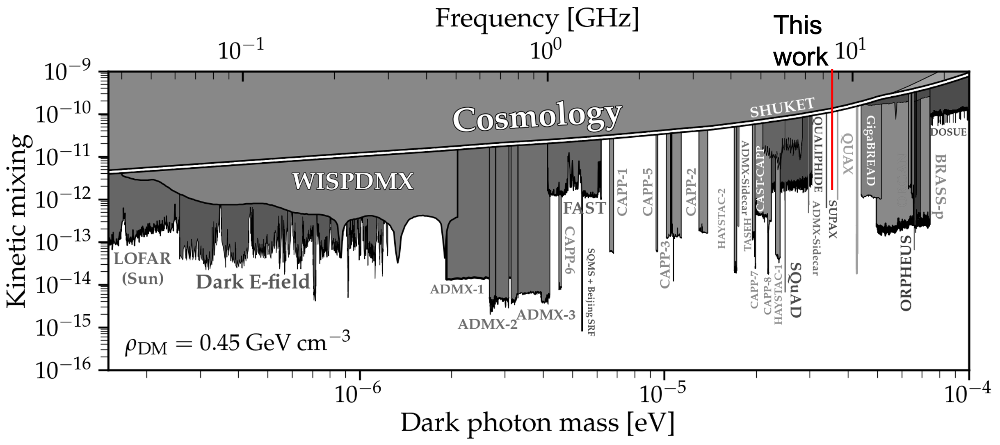 Frequency [GHz]
This
work
10⁻¹
10⁰
10¹
Kinetic mixing
10⁻⁹
10⁻¹⁰
10⁻¹¹
10⁻¹²
10⁻¹³
10⁻¹⁴
10⁻¹⁵
10⁻¹⁶
Cosmology
SHUKET
WISPDMX
LOFAR
(Sun)
Dark E-field
ADMX-1
ADMX-2
ADMX-3
FAST
CAPP-6
SQMS + Beijing SRF
CAPP-1
CAPP-5
CAPP-3
CAPP-2
HAYSTAC-2
ADMX-Sidecar
TASEH
CAST-CAPP
CAPP-7
CAPP-8
HAYSTAC-1
SQuAD
QUALIPHIDE
ADMX-Sidecar
SUPAX
QUAX
GigaBREAD
ORGAN
ORPHEUS
BRASS-p
DOSUE
ρDM = 0.45 GeV cm⁻³
10⁻⁶
10⁻⁵
10⁻⁴
Dark photon mass [eV]